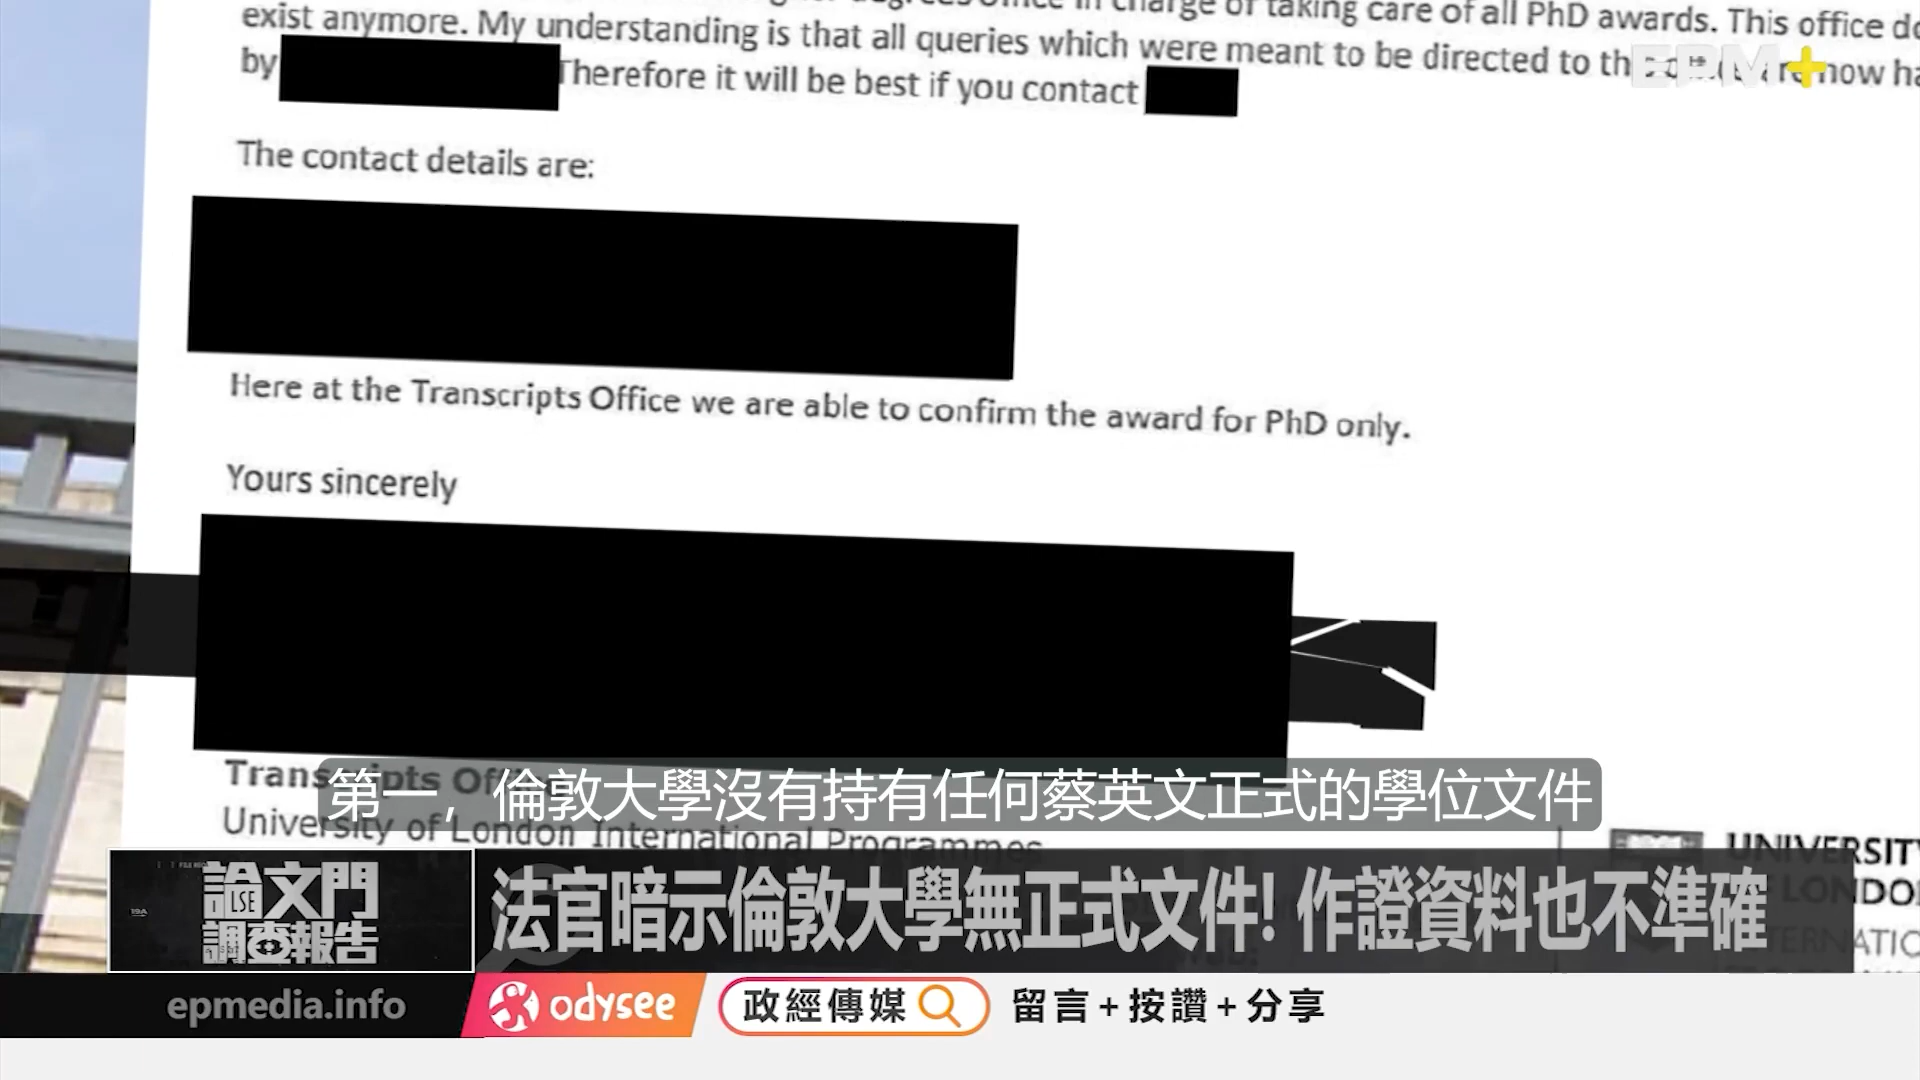 exist anymore. My understanding is that all queries which were meant to be directed to
by Therefore it will be best if you contact
EPM+
The contact details are:
Here at the Transcripts Office we are able to confirm the award for PhD only.
Yours sincerely
第一，倫敦大學沒有持有任何蔡英文正式的學位文件
University of London International Programmes
UNIVERSITY
論文門
LSE
調查報告
19A
法官暗示倫敦大學無正式文件！作證資料也不準確
epmedia.info
odysee
政經傳媒
留言+按讚+分享